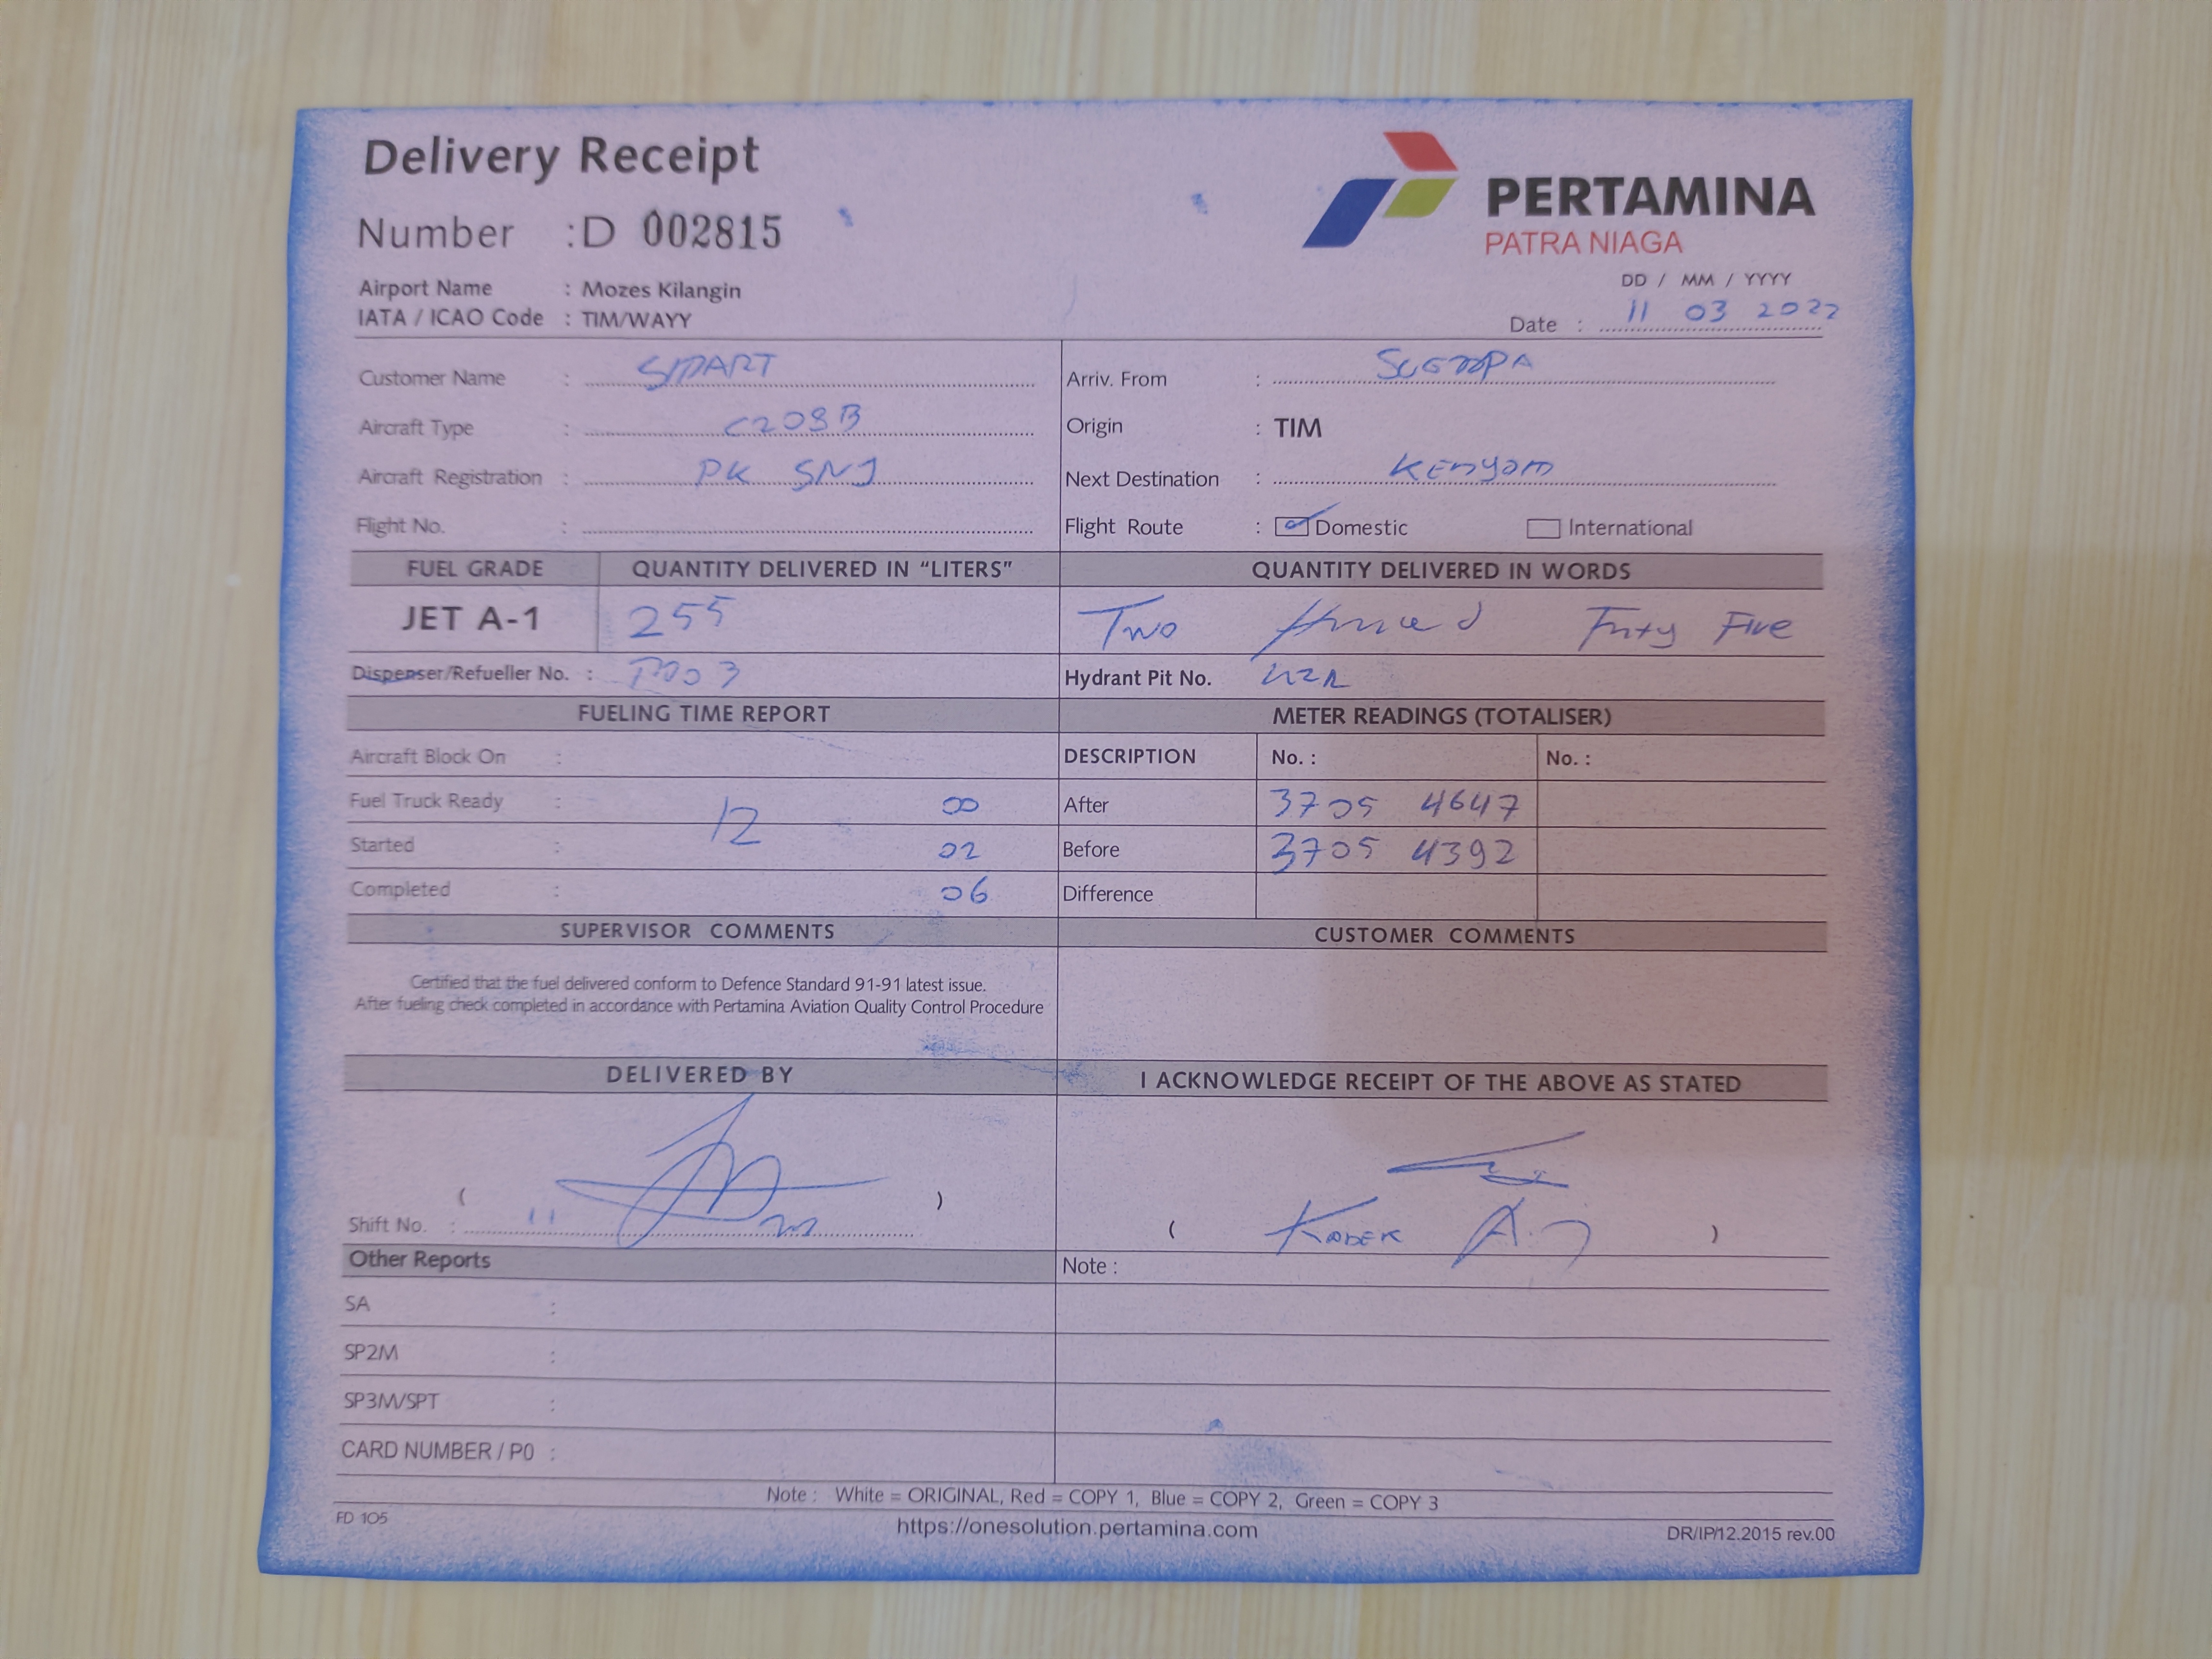 Delivery Receipt
Number : D 002815
PERTAMINA
PATRA NIAGA
Airport Name : Mozes Kilangin
IATA / ICAO Code : TIM/WAYY
DD / MM / YYYY
Date : 11 03 2022
Customer Name : SMART
Arriv. From :
Aircraft Type : C208B
Origin : TIM
Aircraft Registration : PK SNJ
Next Destination : KENYAM
Flight No. :
Flight Route : Domestic International
FUEL GRADE QUANTITY DELIVERED IN “LITERS” QUANTITY DELIVERED IN WORDS
JET A-1 255 Two Five
Dispenser/Refueller No. :
Hydrant Pit No.
FUELING TIME REPORT METER READINGS (TOTALISER)
Aircraft Block On :
DESCRIPTION No. : No. :
Fuel Truck Ready : 12 00
After 3705 4647
Started : 02
Before 3705 4392
Completed : 06
Difference
SUPERVISOR COMMENTS CUSTOMER COMMENTS
Certified that the fuel delivered conform to Defence Standard 91-91 latest issue.
After fueling check completed in accordance with Pertamina Aviation Quality Control Procedure
DELIVERED BY I ACKNOWLEDGE RECEIPT OF THE ABOVE AS STATED
( )
Shift No. :
( KADEK A. )
Other Reports
Note :
SA :
SP2M :
SP3M/SPT :
CARD NUMBER / P0 :
Note : White = ORIGINAL, Red = COPY 1, Blue = COPY 2, Green = COPY 3
FD 105
https://onesolution.pertamina.com
DR/IP/12.2015 rev.00